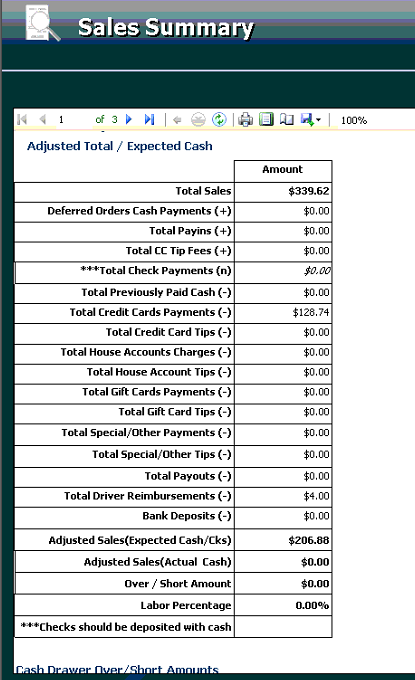 Sales Summary
1 of 3 100%
Adjusted Total / Expected Cash
Amount
Total Sales $339.62
Deferred Orders Cash Payments (+) $0.00
Total Payins (+) $0.00
Total CC Tip Fees (+) $0.00
***Total Check Payments (n) $0.00
Total Previously Paid Cash (-) $0.00
Total Credit Cards Payments (-) $128.74
Total Credit Card Tips (-) $0.00
Total House Accounts Charges (-) $0.00
Total House Account Tips (-) $0.00
Total Gift Cards Payments (-) $0.00
Total Gift Card Tips (-) $0.00
Total Special/Other Payments (-) $0.00
Total Special/Other Tips (-) $0.00
Total Payouts (-) $0.00
Total Driver Reimbursements (-) $4.00
Bank Deposits (-) $0.00
Adjusted Sales(Expected Cash/Cks) $206.88
Adjusted Sales(Actual Cash) $0.00
Over / Short Amount $0.00
Labor Percentage 0.00%
***Checks should be deposited with cash
Cash Drawer Over/Short Amounts